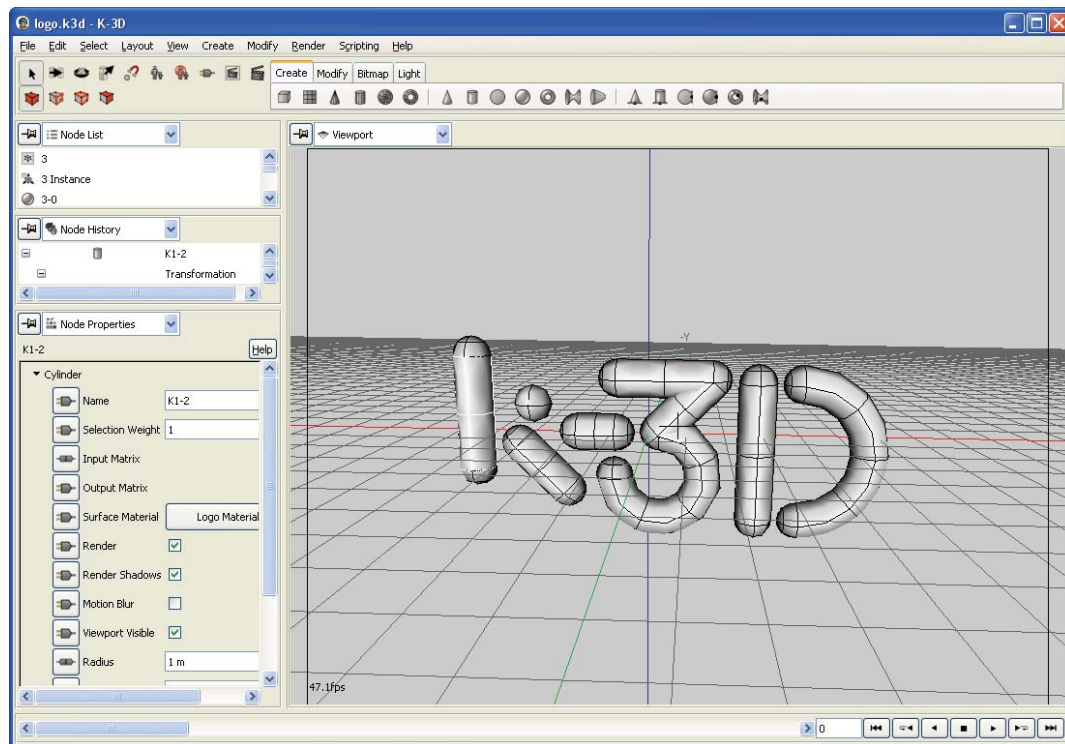 logo.k3d - K-3D
File Edit Select Layout View Create Modify Render Scripting Help
Create Modify Bitmap Light
Node List
3
3 Instance
3-0
Node History
K1-2
Transformation
Node Properties
K1-2
Help
Cylinder
Name K1-2
Selection Weight 1
Input Matrix
Output Matrix
Surface Material Logo Material
Render
Render Shadows
Motion Blur
Viewport Visible
Radius 1 m
Viewport
-Y
K-3D
47.1fps
0